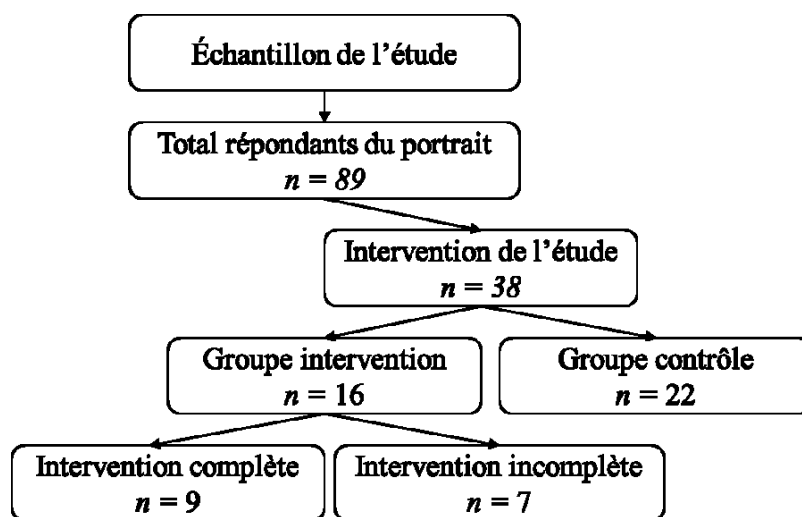 Échantillon de l’étude
Total répondants du portrait
n = 89
Intervention de l’étude
n = 38
Groupe intervention
n = 16
Groupe contrôle
n = 22
Intervention complète
n = 9
Intervention incomplète
n = 7